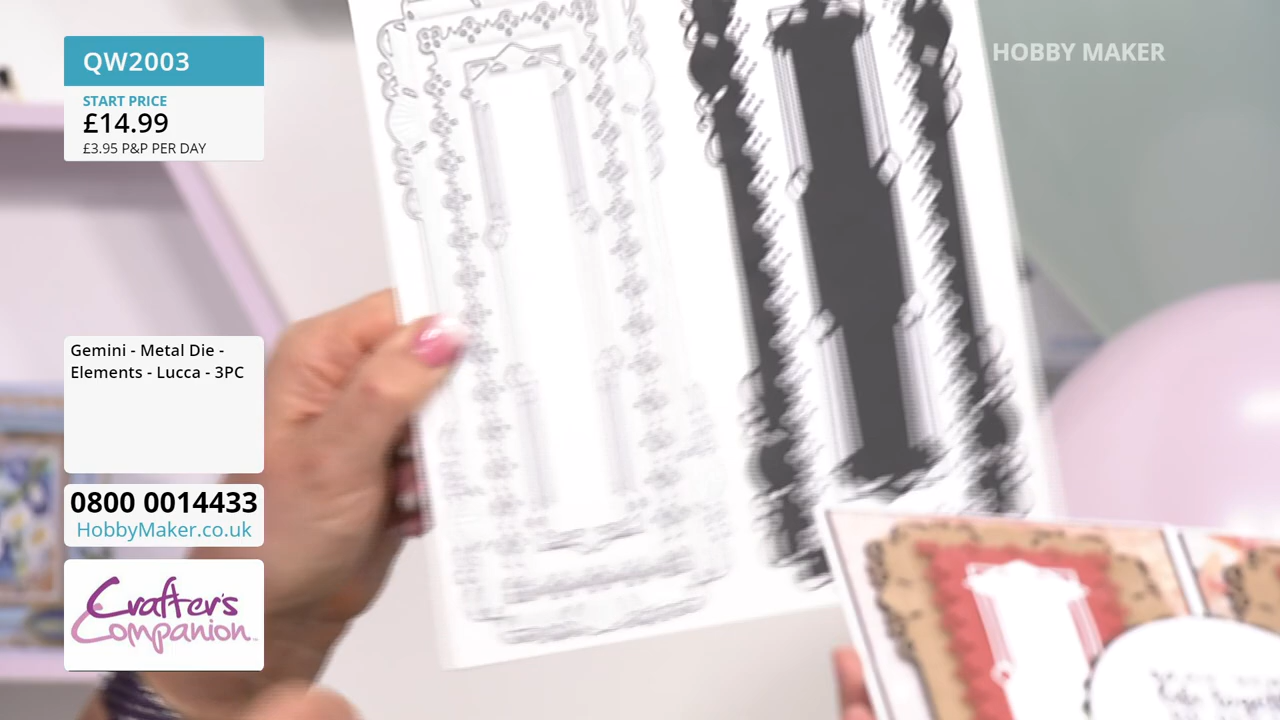 QW2003
START PRICE
£14.99
£3.95 P&P PER DAY
HOBBY MAKER
Gemini - Metal Die -
Elements - Lucca - 3PC
0800 0014433
HobbyMaker.co.uk
Crafter's
Companion